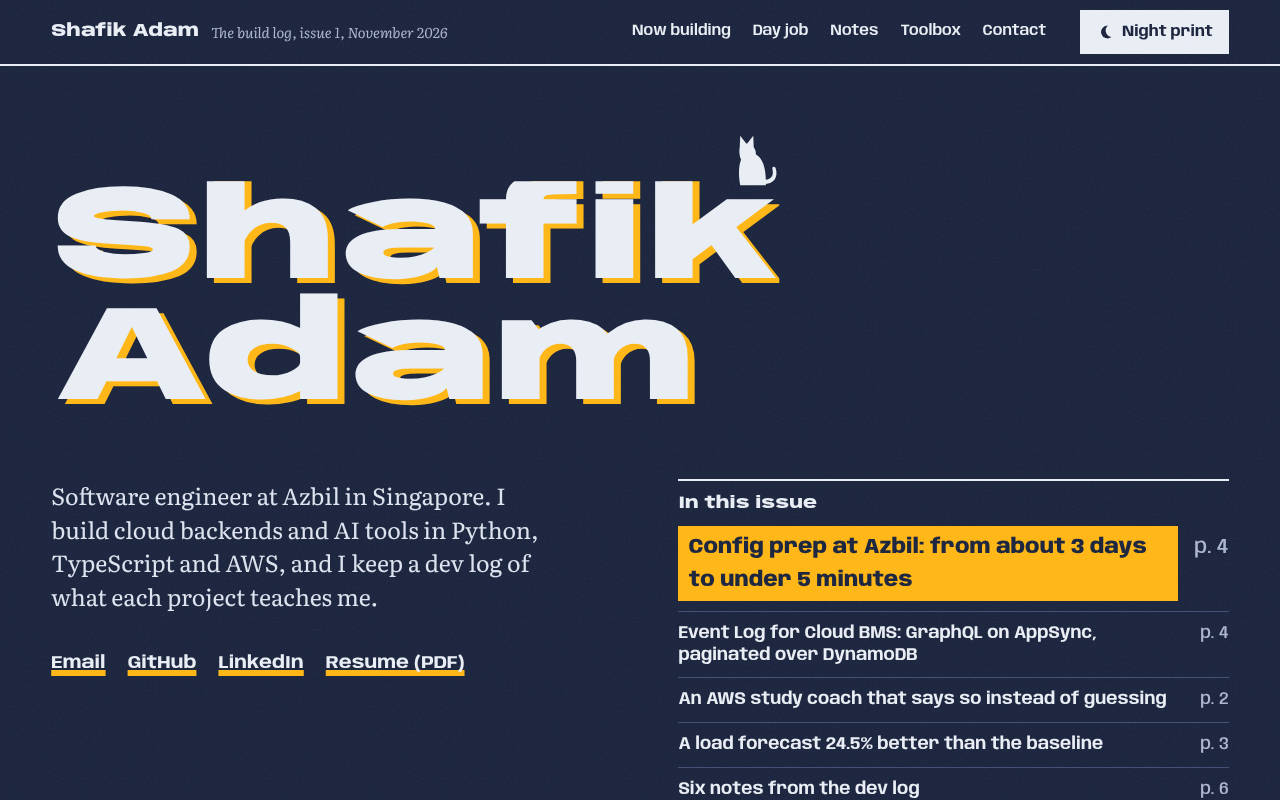 Shafik Adam The build log, issue 1, November 2026
Now building Day job Notes Toolbox Contact Night print
Shafik
Adam
Software engineer at Azbil in Singapore. I
build cloud backends and AI tools in Python,
TypeScript and AWS, and I keep a dev log of
what each project teaches me.
Email GitHub LinkedIn Resume (PDF)
In this issue
Config prep at Azbil: from about 3 days p. 4
to under 5 minutes
Event Log for Cloud BMS: GraphQL on AppSync, p. 4
paginated over DynamoDB
An AWS study coach that says so instead of guessing p. 2
A load forecast 24.5% better than the baseline p. 3
Six notes from the dev log p. 6